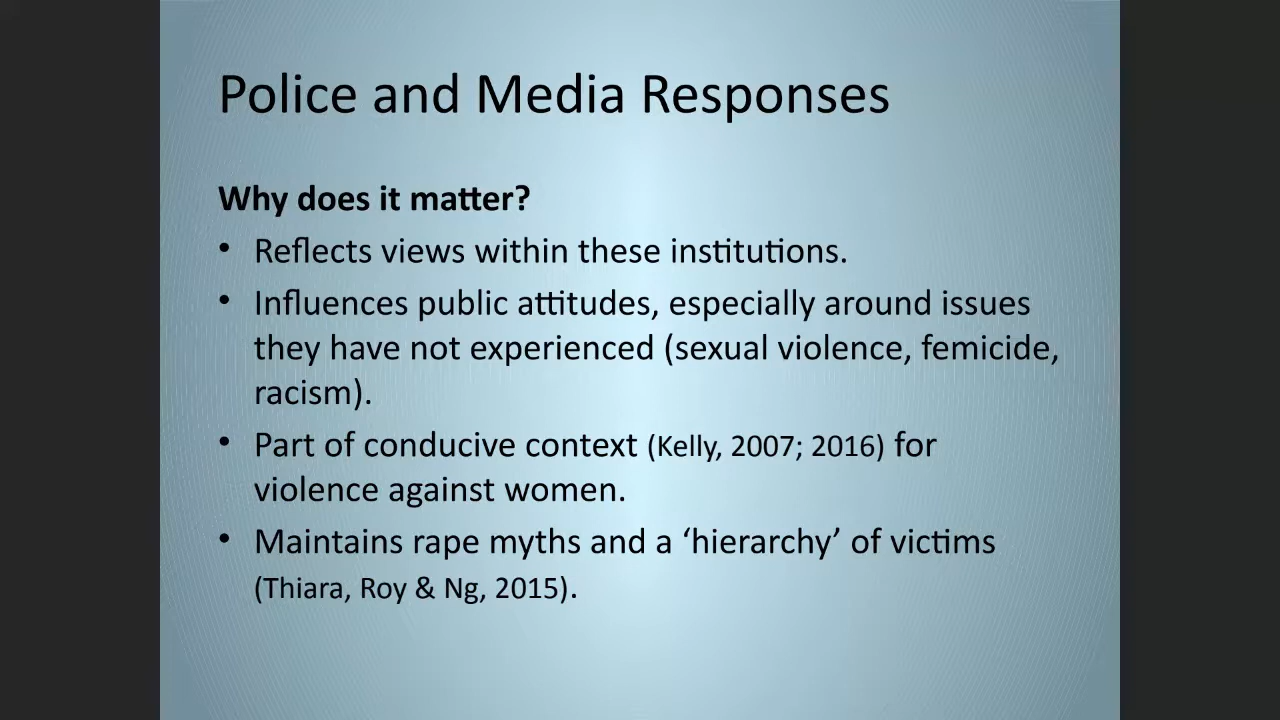 Police and Media Responses
Why does it matter?
• Reflects views within these institutions.
• Influences public attitudes, especially around issues
they have not experienced (sexual violence, femicide,
racism).
• Part of conducive context (Kelly, 2007; 2016) for
violence against women.
• Maintains rape myths and a ‘hierarchy’ of victims
(Thiara, Roy & Ng, 2015).